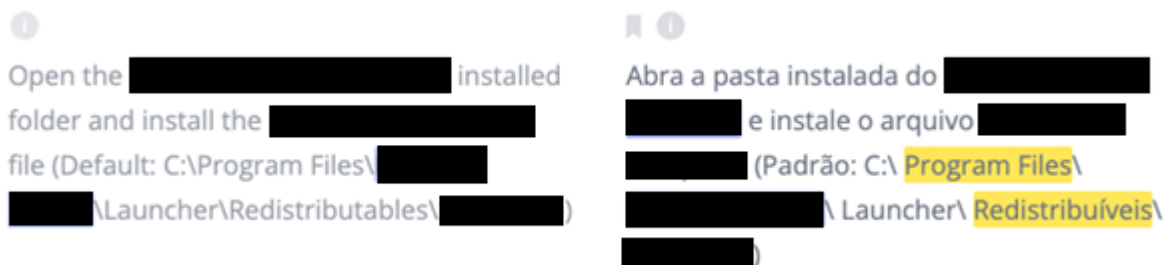 Open the installed
folder and install the
file (Default: C:\Program Files\
\Launcher\Redistributables\ )
Abra a pasta instalada do
e instale o arquivo
(Padrão: C:\ Program Files\
\ Launcher\ Redistribuíveis\
)